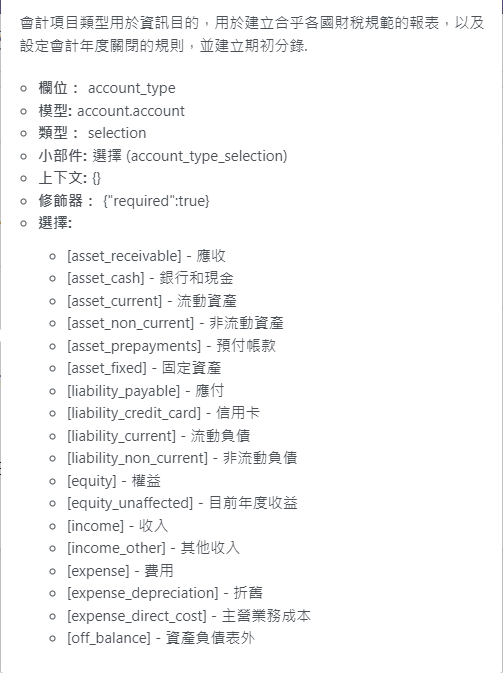 會計項目類型用於資訊目的，用於建立合乎各國財稅規範的報表，以及
設定會計年度關閉的規則，並建立期初分錄.
欄位： account_type
模型: account.account
類型： selection
小部件: 選擇 (account_type_selection)
上下文: {}
修飾器： {"required":true}
選擇:
[asset_receivable] - 應收
[asset_cash] - 銀行和現金
[asset_current] - 流動資產
[asset_non_current] - 非流動資產
[asset_prepayments] - 預付帳款
[asset_fixed] - 固定資產
[liability_payable] - 應付
[liability_credit_card] - 信用卡
[liability_current] - 流動負債
[liability_non_current] - 非流動負債
[equity] - 權益
[equity_unaffected] - 目前年度收益
[income] - 收入
[income_other] - 其他收入
[expense] - 費用
[expense_depreciation] - 折舊
[expense_direct_cost] - 主營業務成本
[off_balance] - 資產負債表外